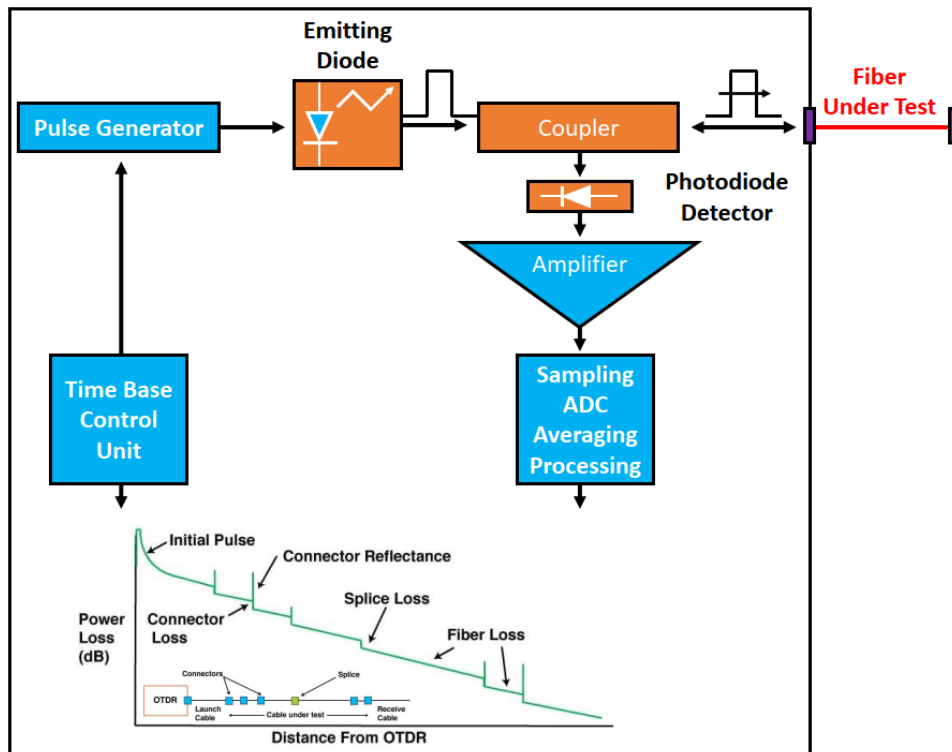 Emitting
Diode
Pulse Generator
Coupler
Fiber
Under Test
Photodiode
Detector
Amplifier
Time Base
Control
Unit
Sampling
ADC
Averaging
Processing
Initial Pulse
Connector Reflectance
Splice Loss
Power
Loss
(dB)
Connector
Loss
Fiber Loss
Connectors
Splice
OTDR
Launch
Cable
Cable under test
Receive
Cable
Distance From OTDR